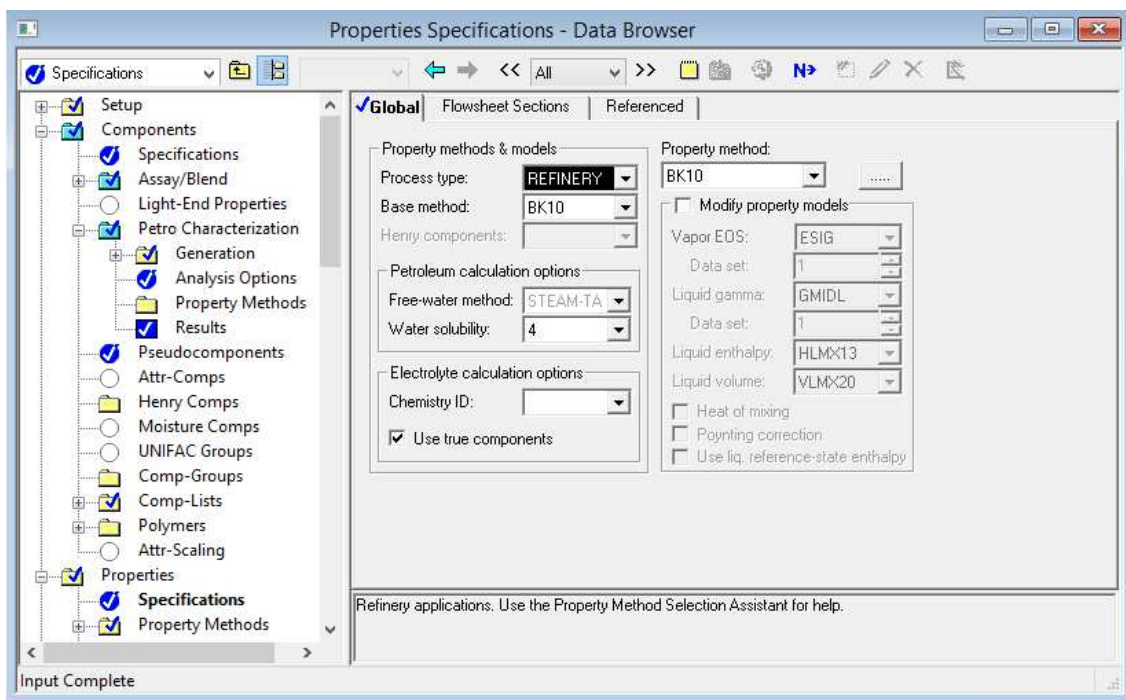 Properties Specifications - Data Browser
Specifications
<< All >>
N>
Setup
Components
Specifications
Assay/Blend
Light-End Properties
Petro Characterization
Generation
Analysis Options
Property Methods
Results
Pseudocomponents
Attr-Comps
Henry Comps
Moisture Comps
UNIFAC Groups
Comp-Groups
Comp-Lists
Polymers
Attr-Scaling
Properties
Specifications
Property Methods
Global
Flowsheet Sections
Referenced
Property methods & models
Process type: REFINERY
Base method: BK10
Henry components:
Petroleum calculation options
Free-water method: STEAM-TA
Water solubility: 4
Electrolyte calculation options
Chemistry ID:
Use true components
Property method:
BK10
.....
Modify property models
Vapor EOS: ESIG
Data set: 1
Liquid gamma: GMIDL
Data set: 1
Liquid enthalpy: HLMX13
Liquid volume: VLMX20
Heat of mixing
Poynting correction
Use liq. reference-state enthalpy
Refinery applications. Use the Property Method Selection Assistant for help.
Input Complete